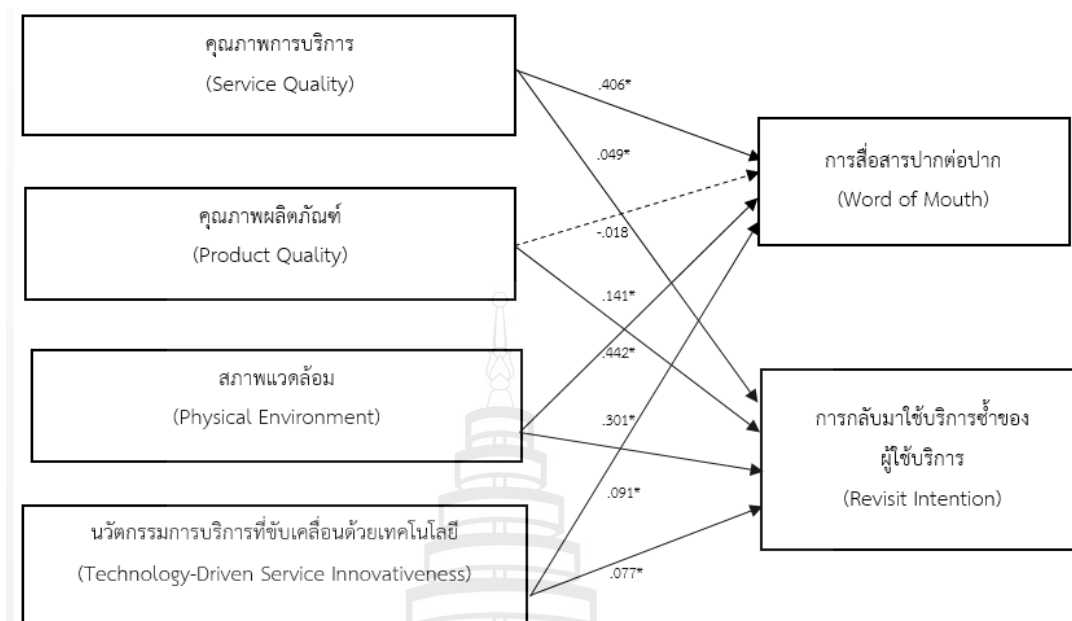 คุณภาพการบริการ
(Service Quality)
คุณภาพผลิตภัณฑ์
(Product Quality)
สภาพแวดล้อม
(Physical Environment)
นวัตกรรมการบริการที่ขับเคลื่อนด้วยเทคโนโลยี
(Technology-Driven Service Innovativeness)
.406*
.049*
-.018
.141*
.442*
.301*
.091*
.077*
การสื่อสารปากต่อปาก
(Word of Mouth)
การกลับมาใช้บริการซ้ำของ
ผู้ใช้บริการ
(Revisit Intention)